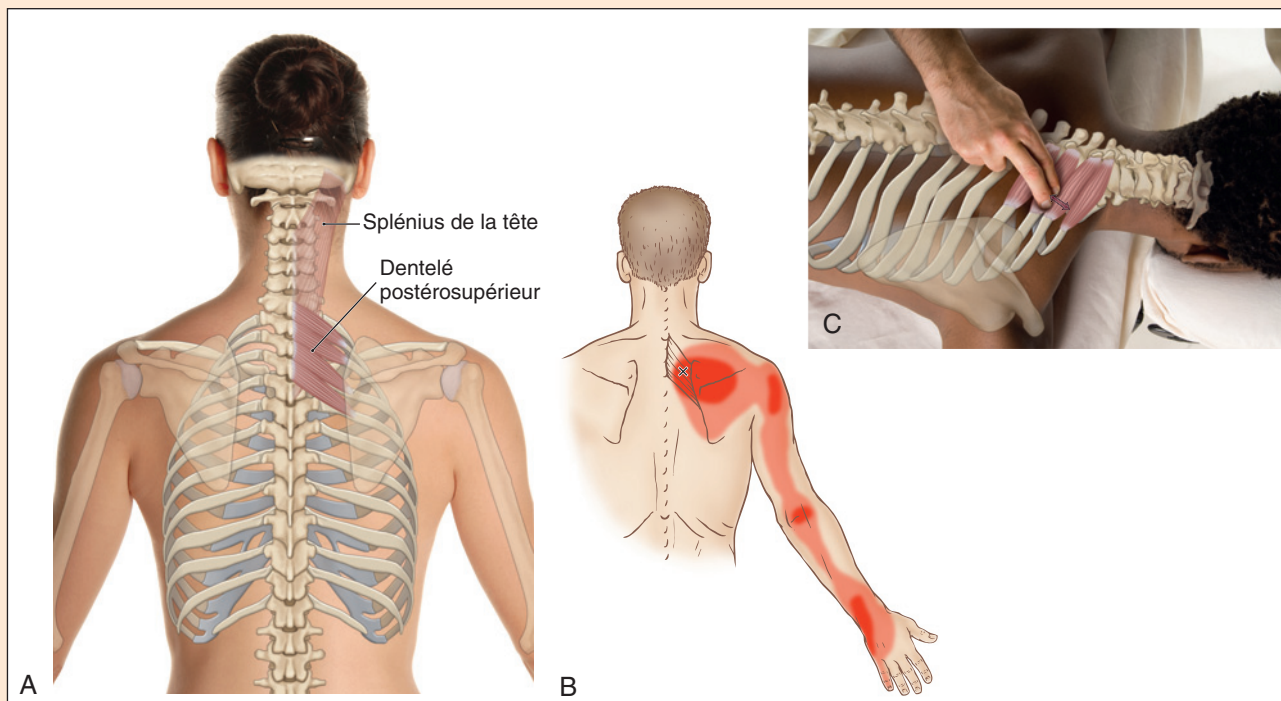 Splénius de la tête
Dentelé
postérosupérieur
A
B
C